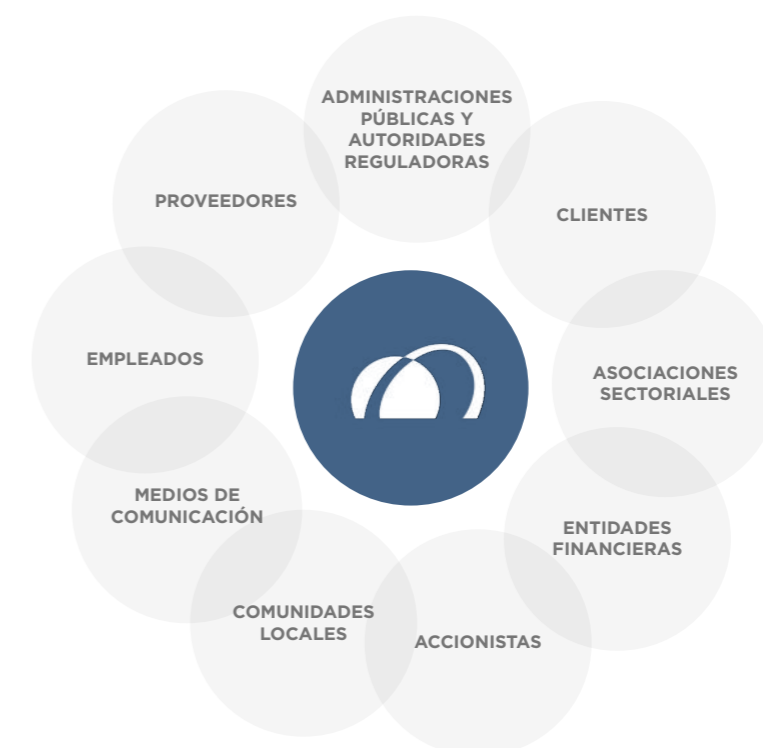 ADMINISTRACIONES
PÚBLICAS Y
AUTORIDADES
REGULADORAS
CLIENTES
ASOCIACIONES
SECTORIALES
ENTIDADES
FINANCIERAS
ACCIONISTAS
COMUNIDADES
LOCALES
MEDIOS DE
COMUNICACIÓN
EMPLEADOS
PROVEEDORES